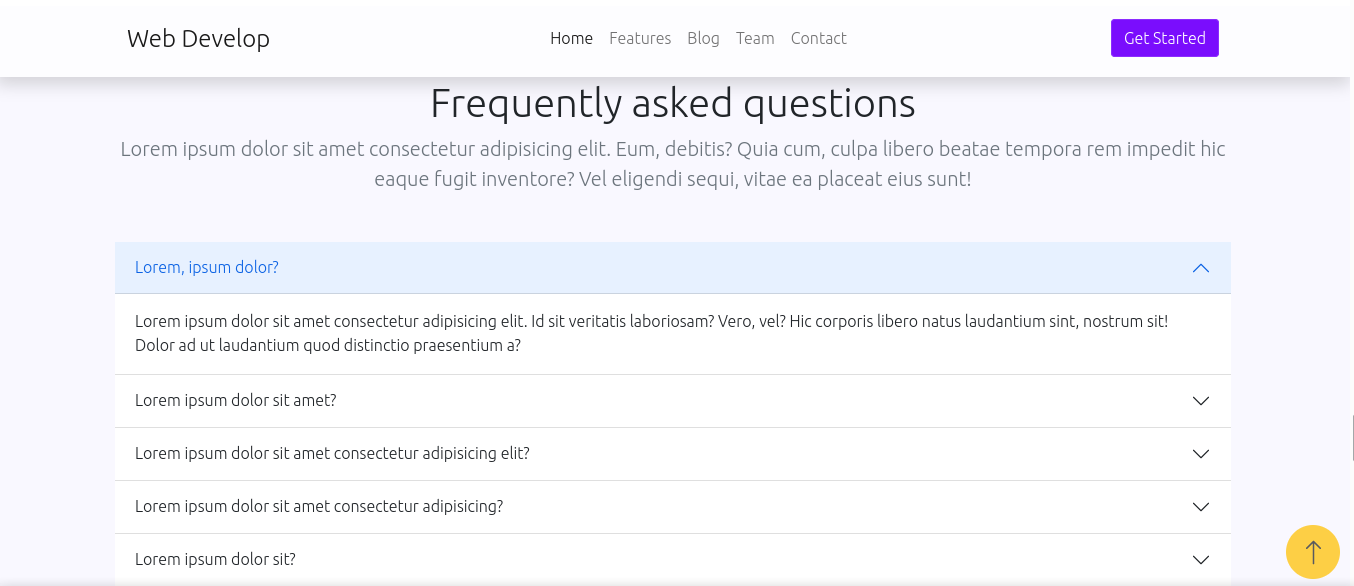 Web Develop
Home Features Blog Team Contact
Get Started
Frequently asked questions
Lorem ipsum dolor sit amet consectetur adipisicing elit. Eum, debitis? Quia cum, culpa libero beatae tempora rem impedit hic
eaque fugit inventore? Vel eligendi sequi, vitae ea placeat eius sunt!
Lorem, ipsum dolor?
Lorem ipsum dolor sit amet consectetur adipisicing elit. Id sit veritatis laboriosam? Vero, vel? Hic corporis libero natus laudantium sint, nostrum sit!
Dolor ad ut laudantium quod distinctio praesentium a?
Lorem ipsum dolor sit amet?
Lorem ipsum dolor sit amet consectetur adipisicing elit?
Lorem ipsum dolor sit amet consectetur adipisicing?
Lorem ipsum dolor sit?